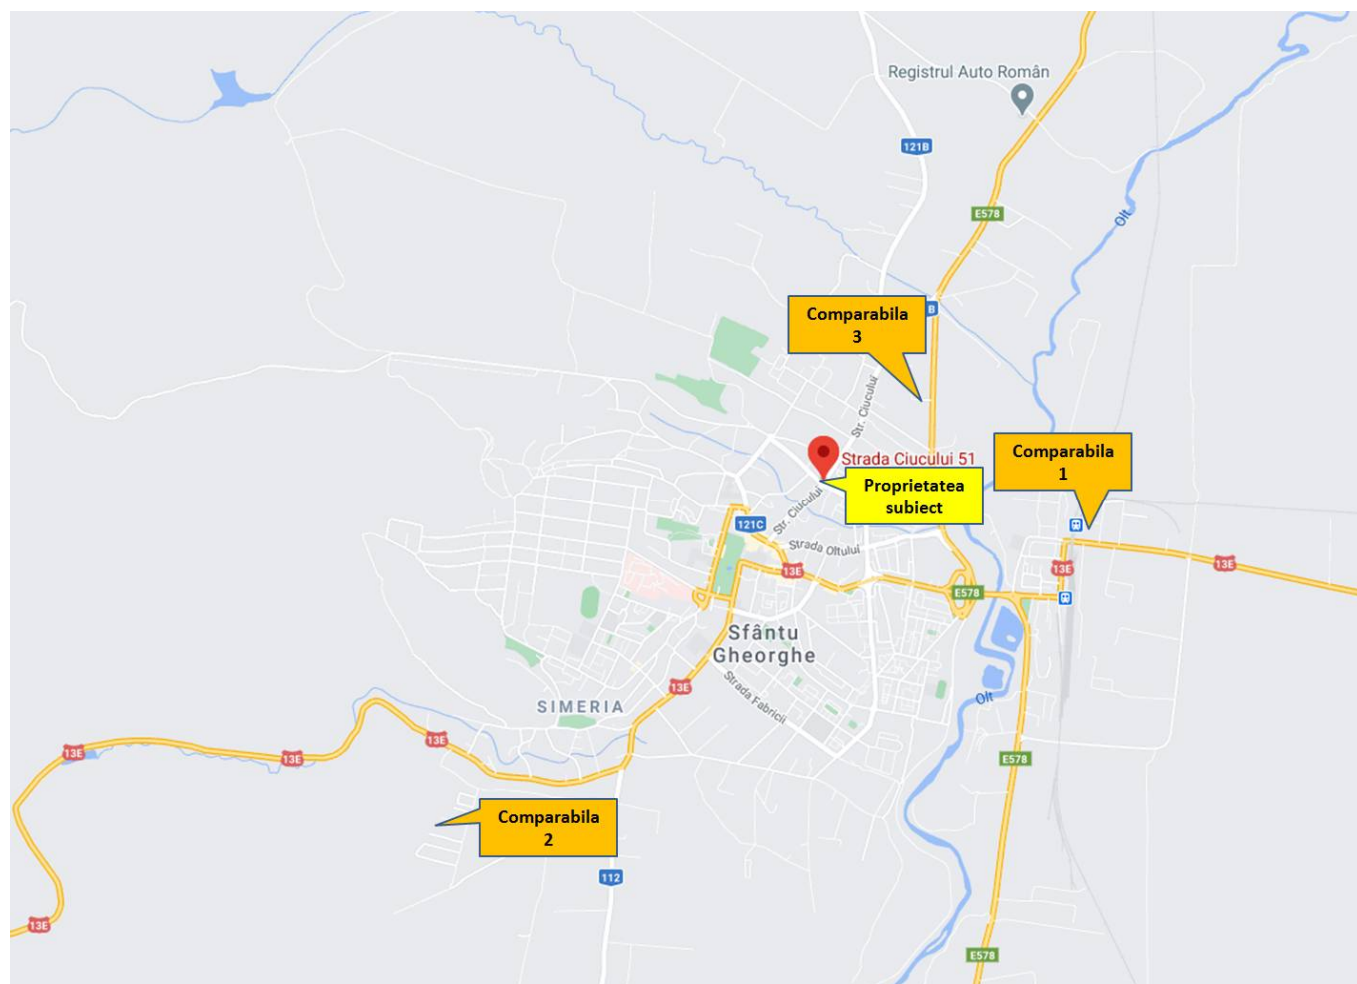 Registrul Auto Român
121B
E578
Olt
Comparabila
3
B
Str. Ciucului
Strada Ciucului 51
Comparabila
1
Proprietatea
subiect
Str. Ciucului
121C
Strada Oltului
13E
13E
13E
E578
Sfântu
Gheorghe
13E
Strada Fabricii
Olt
SIMERIA
13E
13E
13E
E578
Comparabila
2
112
13E
E578